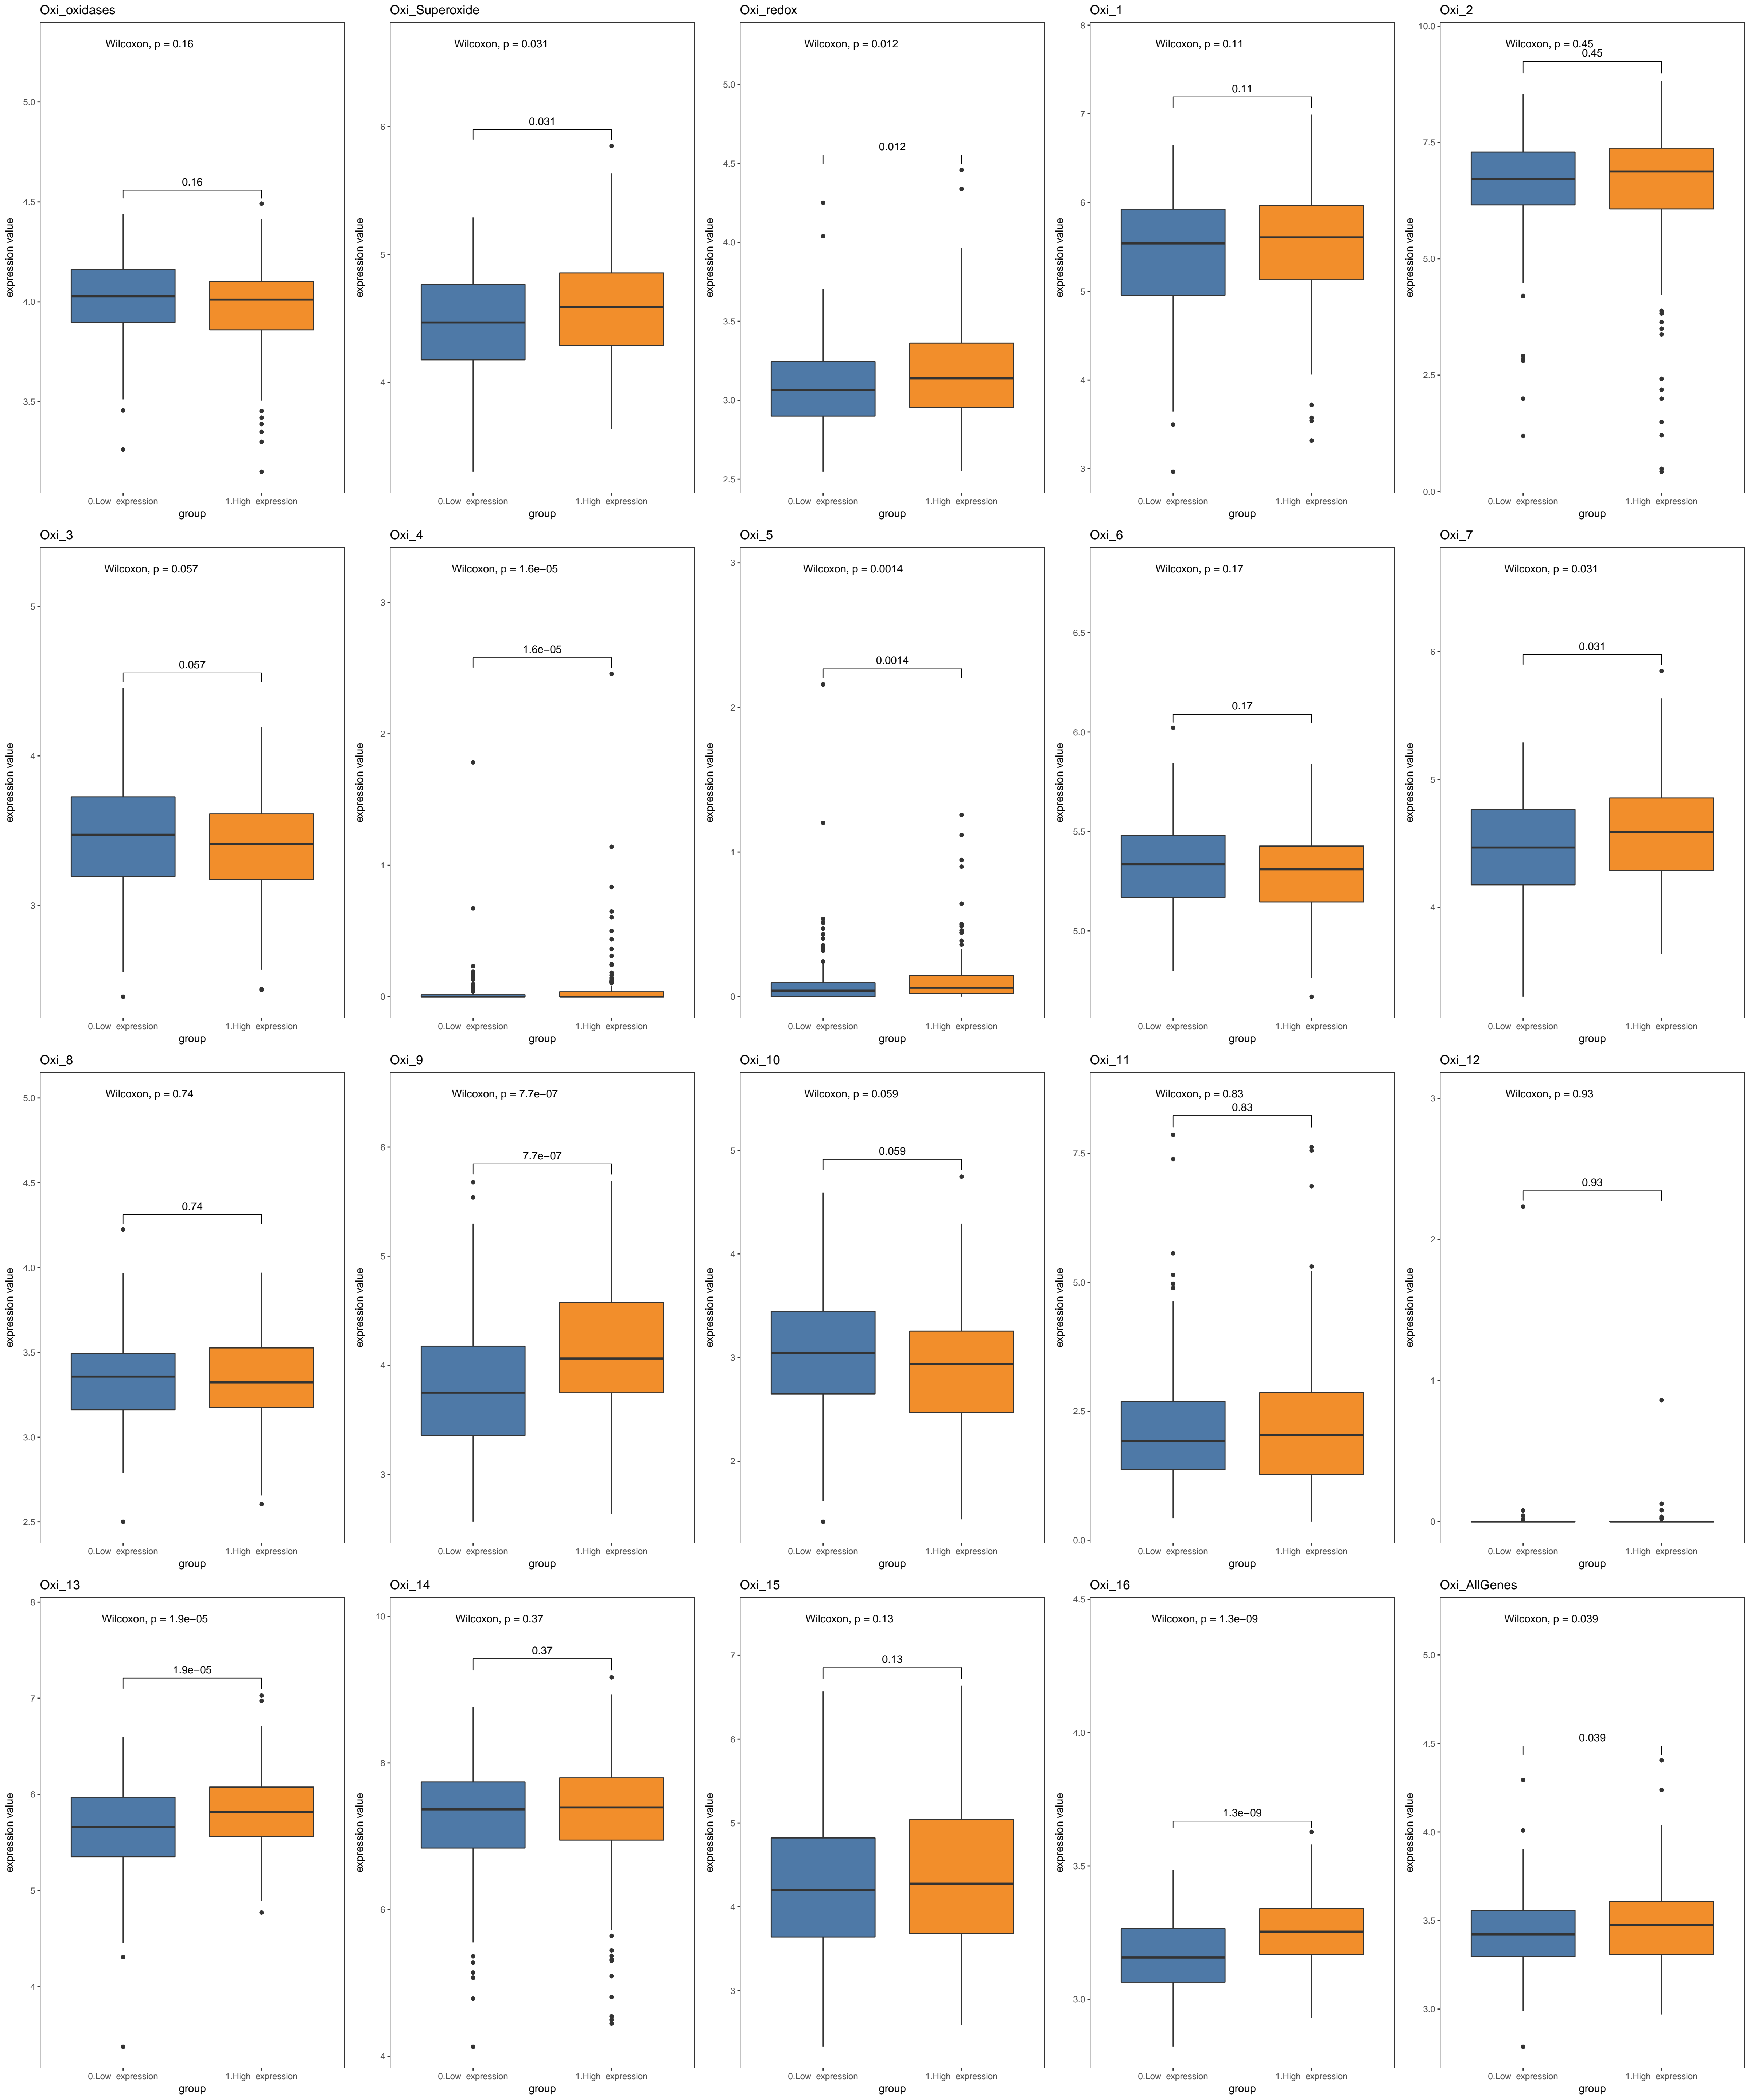 Oxi_oxidases
Wilcoxon, p = 0.16
0.16
5.0
4.5
4.0
3.5
expression value
0.Low_expression 1.High_expression
group
Oxi_Superoxide
Wilcoxon, p = 0.031
0.031
6
5
4
expression value
0.Low_expression 1.High_expression
group
Oxi_redox
Wilcoxon, p = 0.012
0.012
5.0
4.5
4.0
3.5
3.0
2.5
expression value
0.Low_expression 1.High_expression
group
Oxi_1
Wilcoxon, p = 0.11
0.11
8
7
6
5
4
3
expression value
0.Low_expression 1.High_expression
group
Oxi_2
Wilcoxon, p = 0.45
0.45
10.0
7.5
5.0
2.5
0.0
expression value
0.Low_expression 1.High_expression
group
Oxi_3
Wilcoxon, p = 0.057
0.057
5
4
3
expression value
0.Low_expression 1.High_expression
group
Oxi_4
Wilcoxon, p = 1.6e−05
1.6e−05
3
2
1
0
expression value
0.Low_expression 1.High_expression
group
Oxi_5
Wilcoxon, p = 0.0014
0.0014
3
2
1
0
expression value
0.Low_expression 1.High_expression
group
Oxi_6
Wilcoxon, p = 0.17
0.17
6.5
6.0
5.5
5.0
expression value
0.Low_expression 1.High_expression
group
Oxi_7
Wilcoxon, p = 0.031
0.031
6
5
4
expression value
0.Low_expression 1.High_expression
group
Oxi_8
Wilcoxon, p = 0.74
0.74
5.0
4.5
4.0
3.5
3.0
2.5
expression value
0.Low_expression 1.High_expression
group
Oxi_9
Wilcoxon, p = 7.7e−07
7.7e−07
6
5
4
3
expression value
0.Low_expression 1.High_expression
group
Oxi_10
Wilcoxon, p = 0.059
0.059
5
4
3
2
expression value
0.Low_expression 1.High_expression
group
Oxi_11
Wilcoxon, p = 0.83
0.83
7.5
5.0
2.5
0.0
expression value
0.Low_expression 1.High_expression
group
Oxi_12
Wilcoxon, p = 0.93
0.93
3
2
1
0
expression value
0.Low_expression 1.High_expression
group
Oxi_13
Wilcoxon, p = 1.9e−05
1.9e−05
8
7
6
5
4
expression value
0.Low_expression 1.High_expression
group
Oxi_14
Wilcoxon, p = 0.37
0.37
10
8
6
4
expression value
0.Low_expression 1.High_expression
group
Oxi_15
Wilcoxon, p = 0.13
0.13
7
6
5
4
3
expression value
0.Low_expression 1.High_expression
group
Oxi_16
Wilcoxon, p = 1.3e−09
1.3e−09
4.5
4.0
3.5
3.0
expression value
0.Low_expression 1.High_expression
group
Oxi_AllGenes
Wilcoxon, p = 0.039
0.039
5.0
4.5
4.0
3.5
3.0
expression value
0.Low_expression 1.High_expression
group